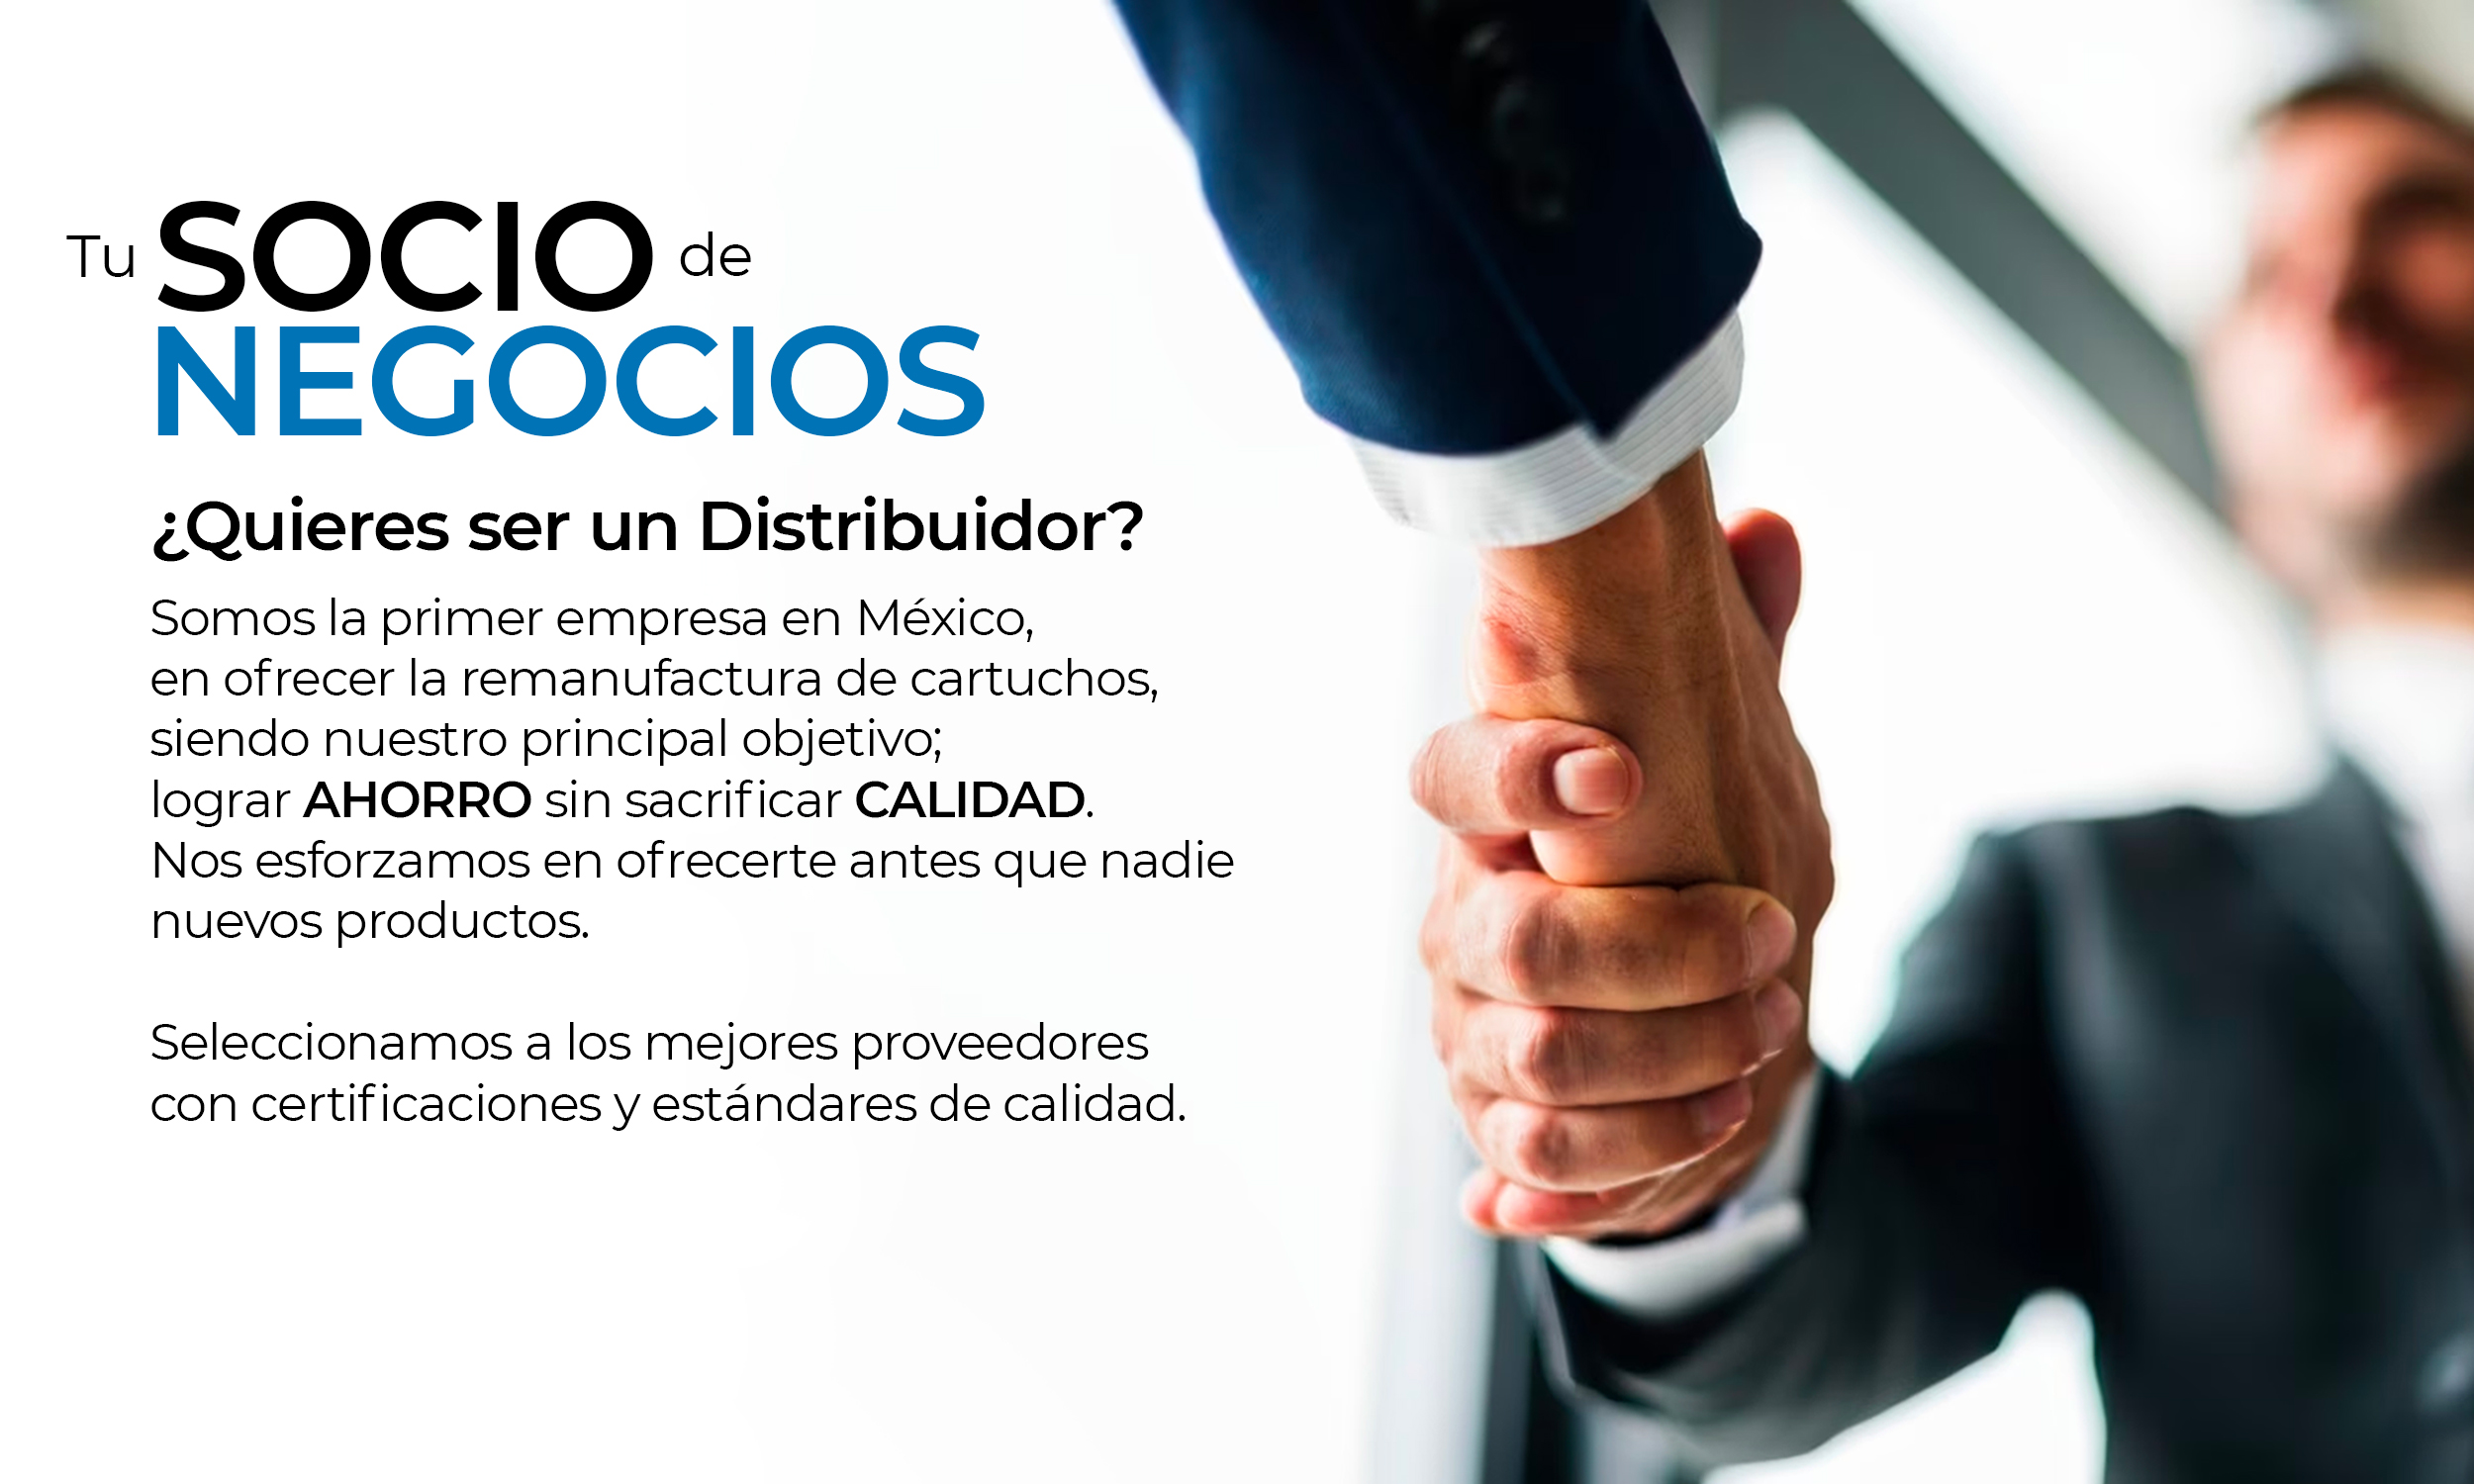 Tu SOCIO de
NEGOCIOS
¿Quieres ser un Distribuidor?
Somos la primer empresa en México,
en ofrecer la remanufactura de cartuchos,
siendo nuestro principal objetivo;
lograr AHORRO sin sacrificar CALIDAD.
Nos esforzamos en ofrecerte antes que nadie
nuevos productos.
Seleccionamos a los mejores proveedores
con certificaciones y estándares de calidad.